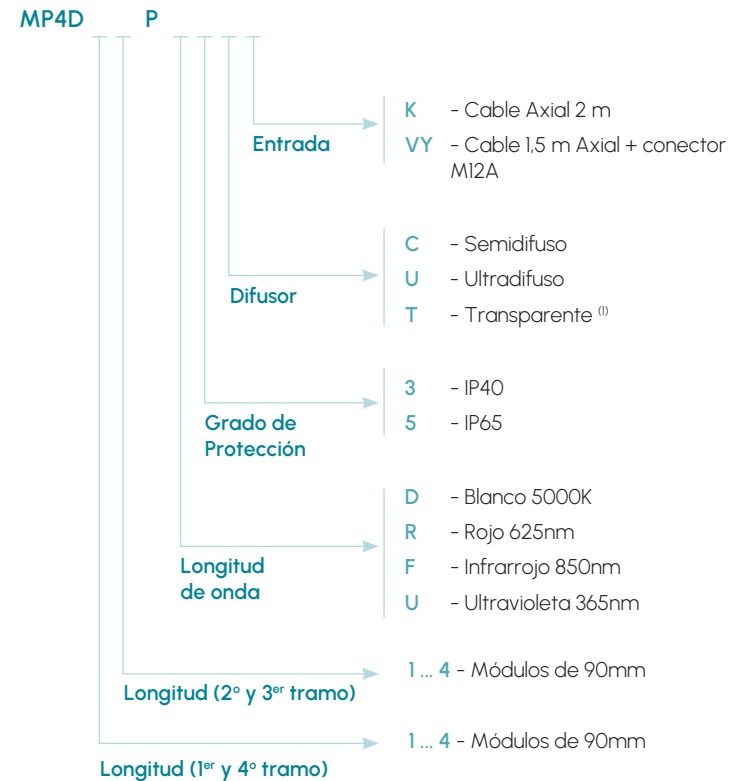 MP4D P
Entrada
K - Cable Axial 2 m
VY - Cable 1,5 m Axial + conector
M12A
Difusor
C - Semidifuso
U - Ultradifuso
T - Transparente (1)
Grado de
Protección
3 - IP40
5 - IP65
Longitud
de onda
D - Blanco 5000K
R - Rojo 625nm
F - Infrarrojo 850nm
U - Ultravioleta 365nm
Longitud (2º y 3er tramo)
1 ... 4 - Módulos de 90mm
Longitud (1er y 4º tramo)
1 ... 4 - Módulos de 90mm